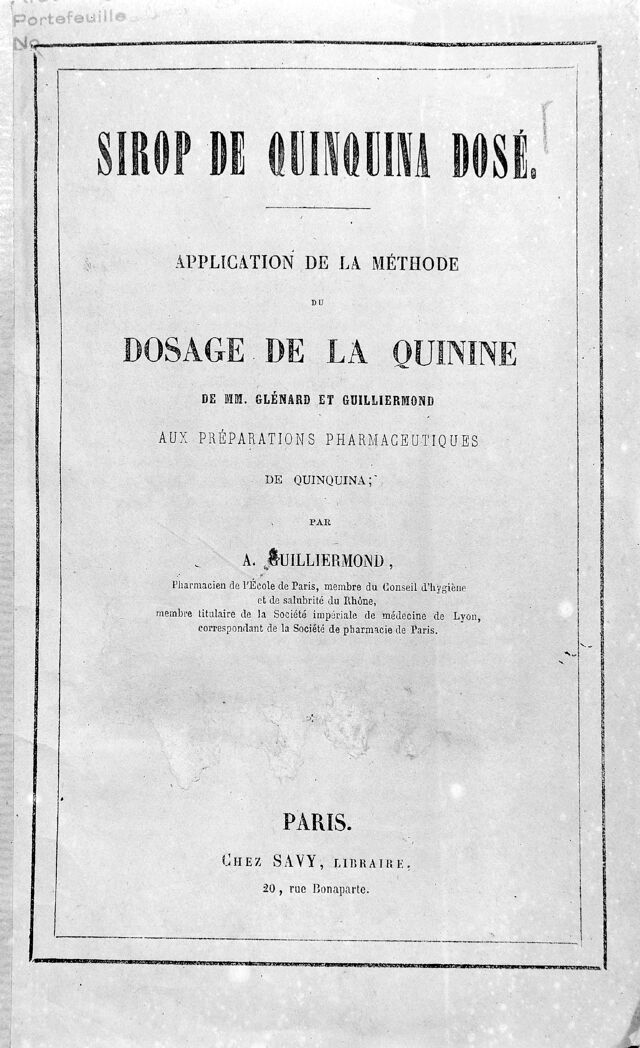 Portefeuille
No
SIROP DE QUINQUINA DOSÉ.
APPLICATION DE LA MÉTHODE
DU
DOSAGE DE LA QUININE
DE MM. GLÉNARD ET GUILLIERMOND
AUX PRÉPARATIONS PHARMACEUTIQUES
DE QUINQUINA;
PAR
A. GUILLIERMOND,
Pharmacien de l'École de Paris, membre du Conseil d'hygiène
et de salubrité du Rhône,
membre titulaire de la Société impériale de médecine de Lyon,
correspondant de la Société de pharmacie de Paris.
PARIS.
CHEZ SAVY, LIBRAIRE.
20, rue Bonaparte.